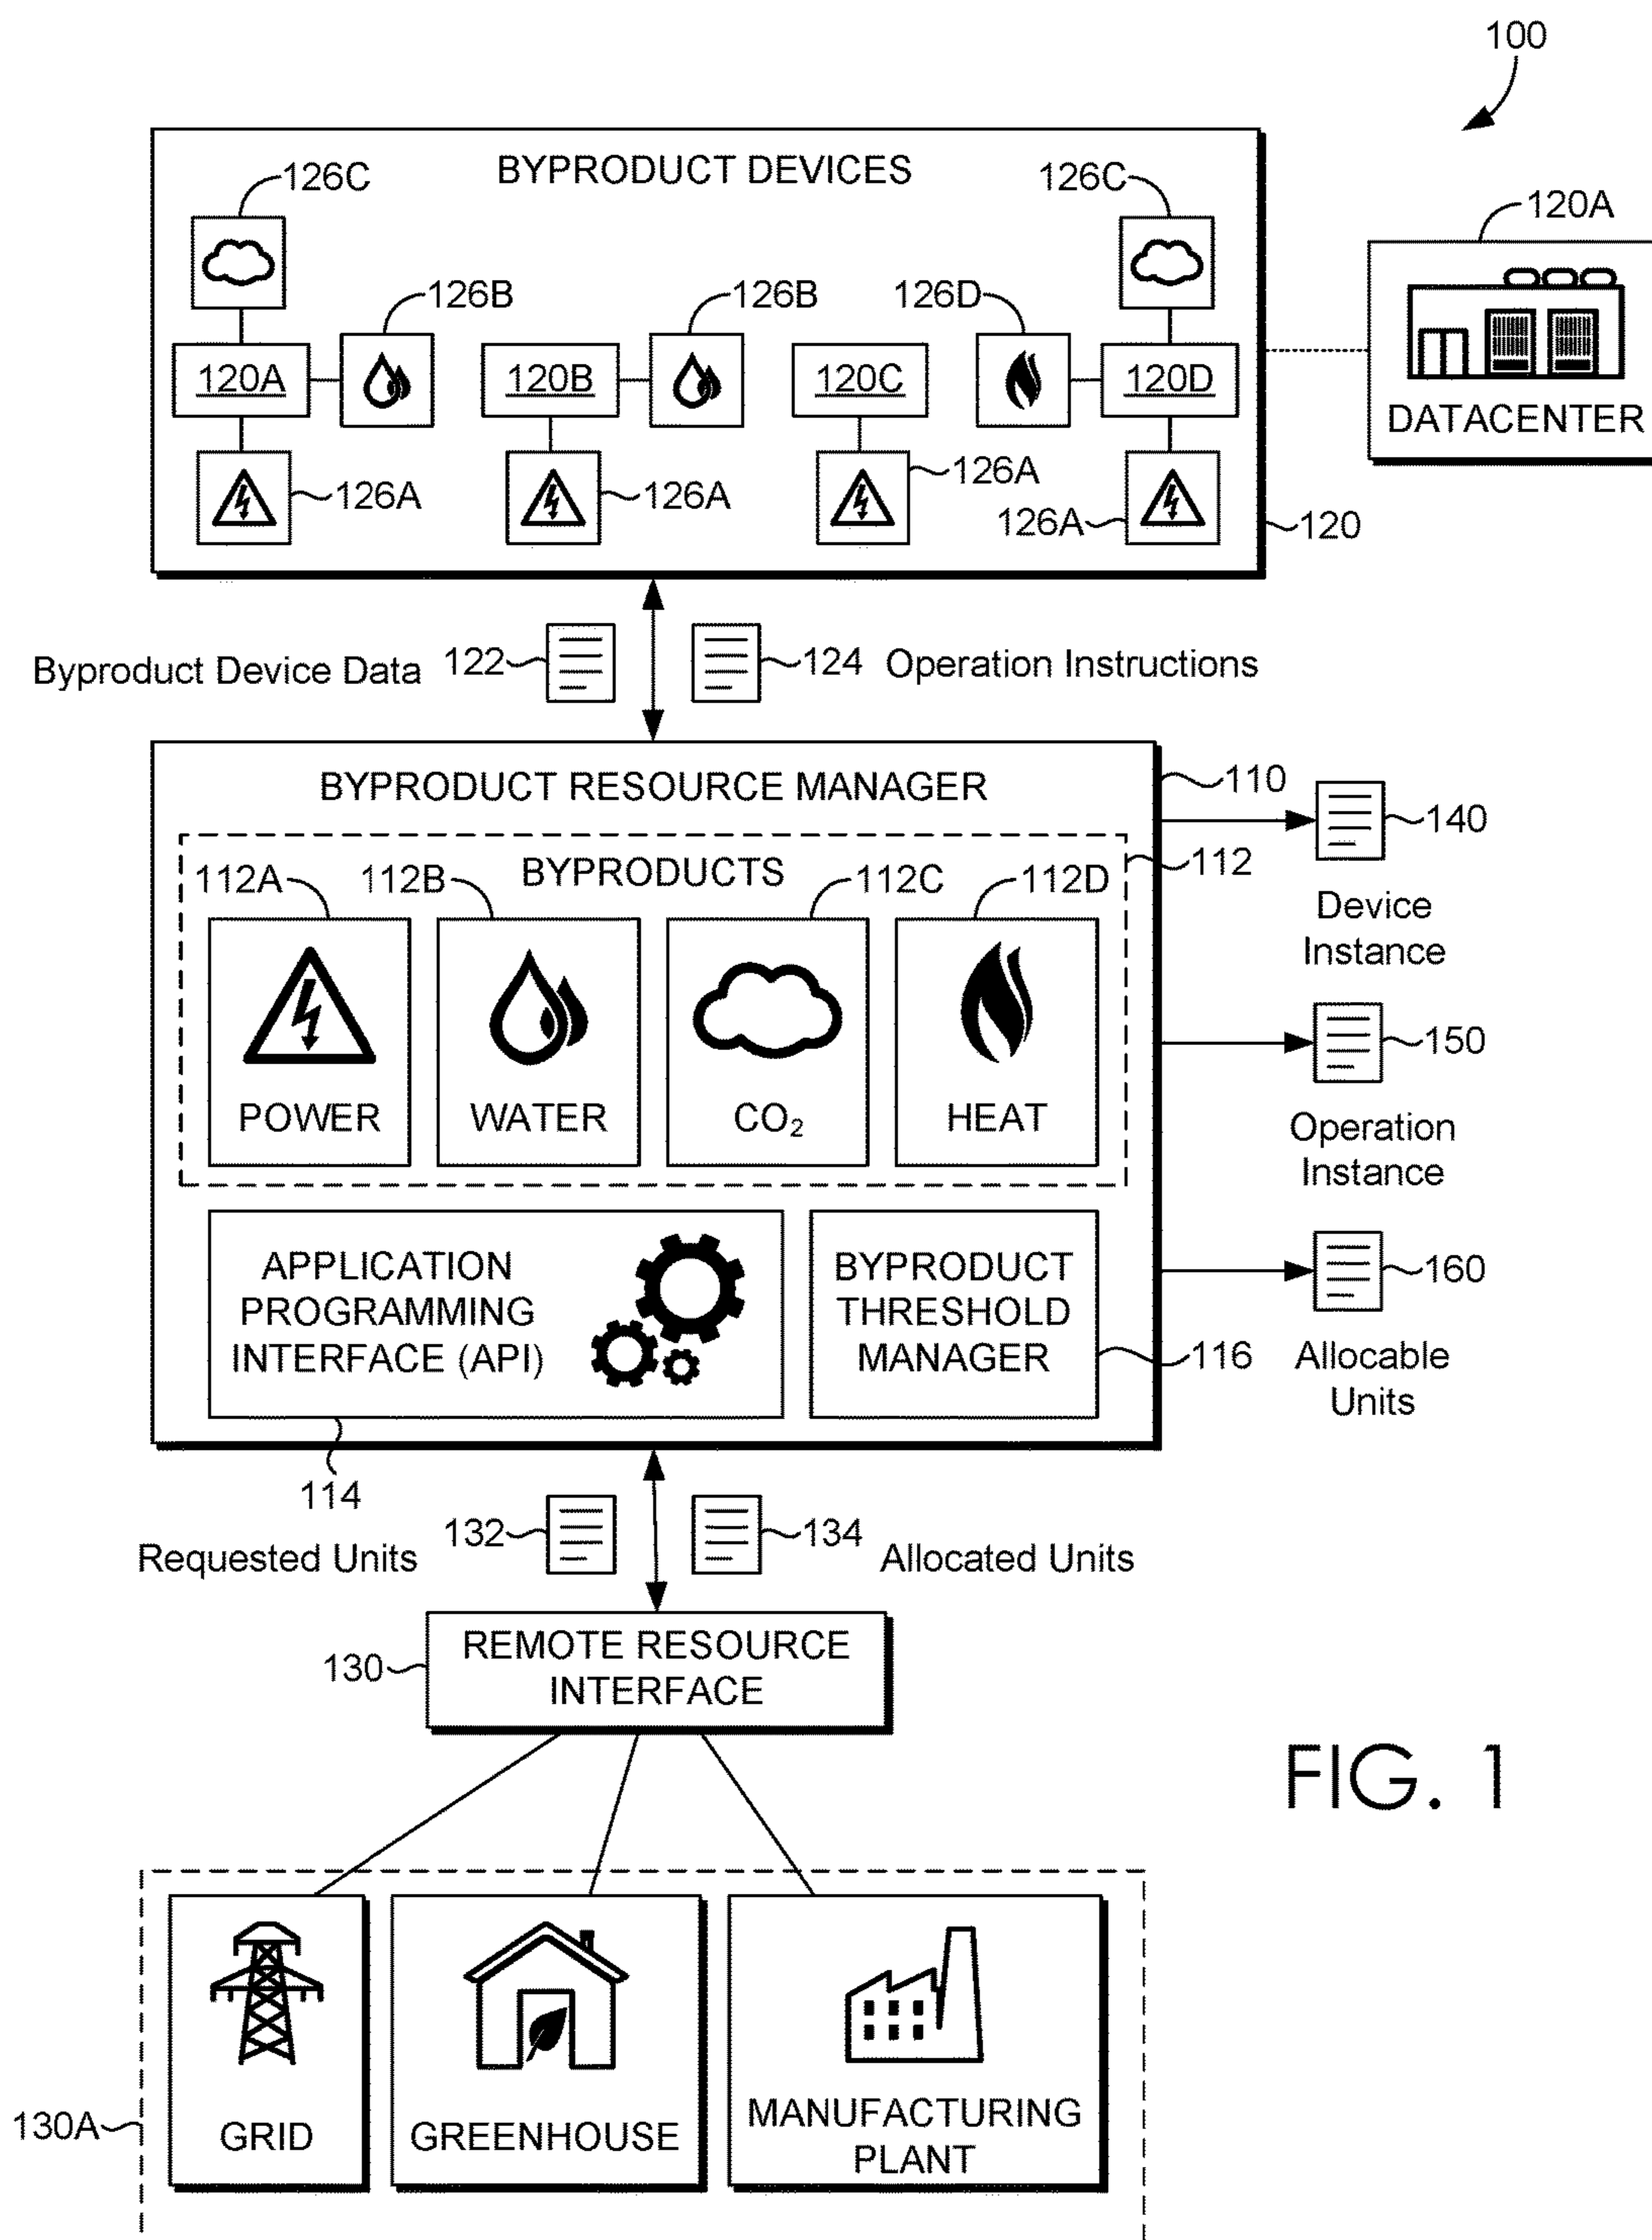 100
BYPRODUCT DEVICES
126C
126C
120A
126B
126B
126D
120A
120B
120C
120D
DATACENTER
126A
126A
126A
126A
120
Byproduct Device Data
122
124
Operation Instructions
BYPRODUCT RESOURCE MANAGER
110
140
Device
Instance
BYPRODUCTS
112
112A
112B
112C
112D
POWER
WATER
CO₂
HEAT
150
Operation
Instance
APPLICATION
PROGRAMMING
INTERFACE (API)
BYPRODUCT
THRESHOLD
MANAGER
160
116
Allocable
Units
114
Requested Units
132
134
Allocated Units
130
REMOTE RESOURCE
INTERFACE
FIG. 1
130A
GRID
GREENHOUSE
MANUFACTURING
PLANT